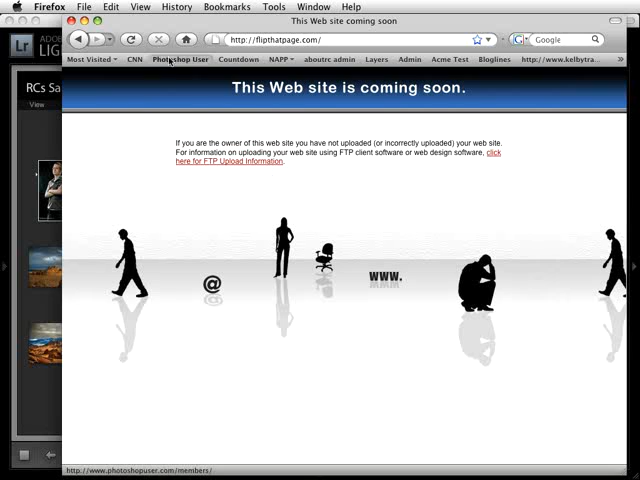 Firefox File Edit View History Bookmarks Tools Window Help
This Web site coming soon
http://flipthatpage.com/
G Google
Most Visited CNN Photoshop User Countdown NAPP aboutrc admin Layers Admin Acme Test Bloglines http://www.kelbytra... »
Lr
RCs Sa
View
This Web site is coming soon.
If you are the owner of this web site you have not uploaded (or incorrectly uploaded) your web site.
For information on uploading your web site using FTP client software or web design software, click
here for FTP Upload Information.
@
www.
http://www.photoshopuser.com/members/